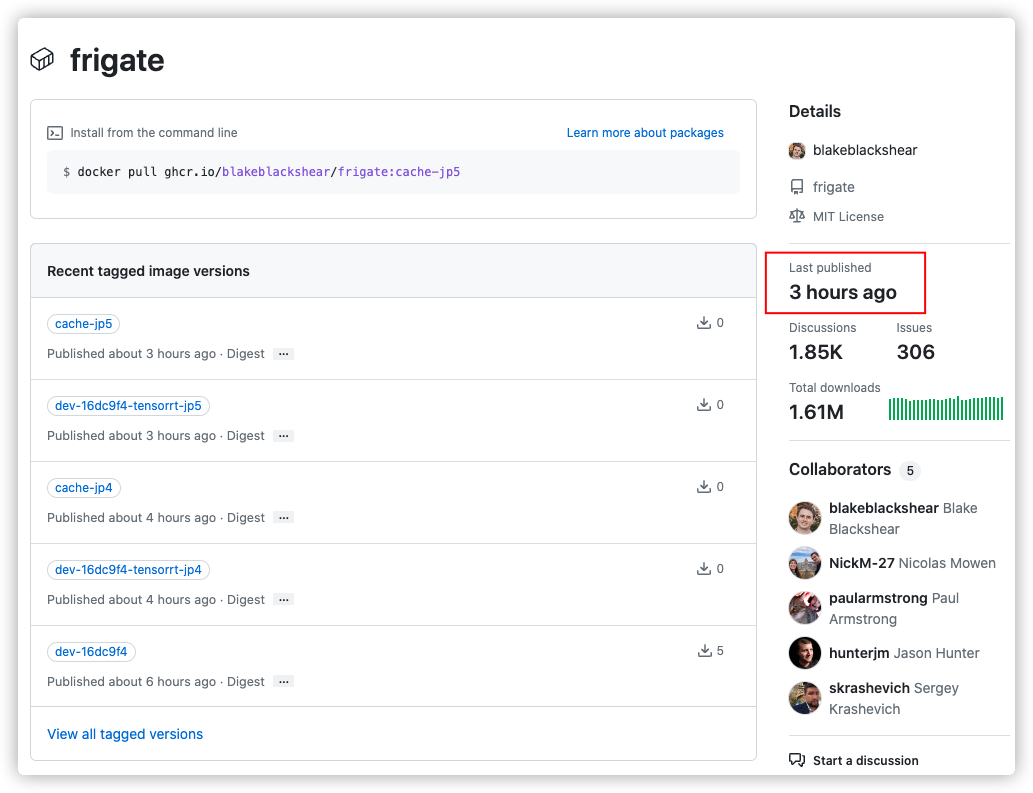 frigate
Install from the command line
Learn more about packages
$ docker pull ghcr.io/blakeblackshear/frigate:cache-jp5
Recent tagged image versions
cache-jp5
0
Published about 3 hours ago · Digest ···
dev-16dc9f4-tensorrt-jp5
0
Published about 3 hours ago · Digest ···
cache-jp4
0
Published about 4 hours ago · Digest ···
dev-16dc9f4-tensorrt-jp4
0
Published about 4 hours ago · Digest ···
dev-16dc9f4
5
Published about 6 hours ago · Digest ···
View all tagged versions
Details
blakeblackshear
frigate
MIT License
Last published
3 hours ago
Discussions
1.85K
Issues
306
Total downloads
1.61M
Collaborators 5
blakeblackshear Blake
Blackshear
NickM-27 Nicolas Mowen
paularmstrong Paul
Armstrong
hunterjm Jason Hunter
skrashevich Sergey
Krashevich
Start a discussion